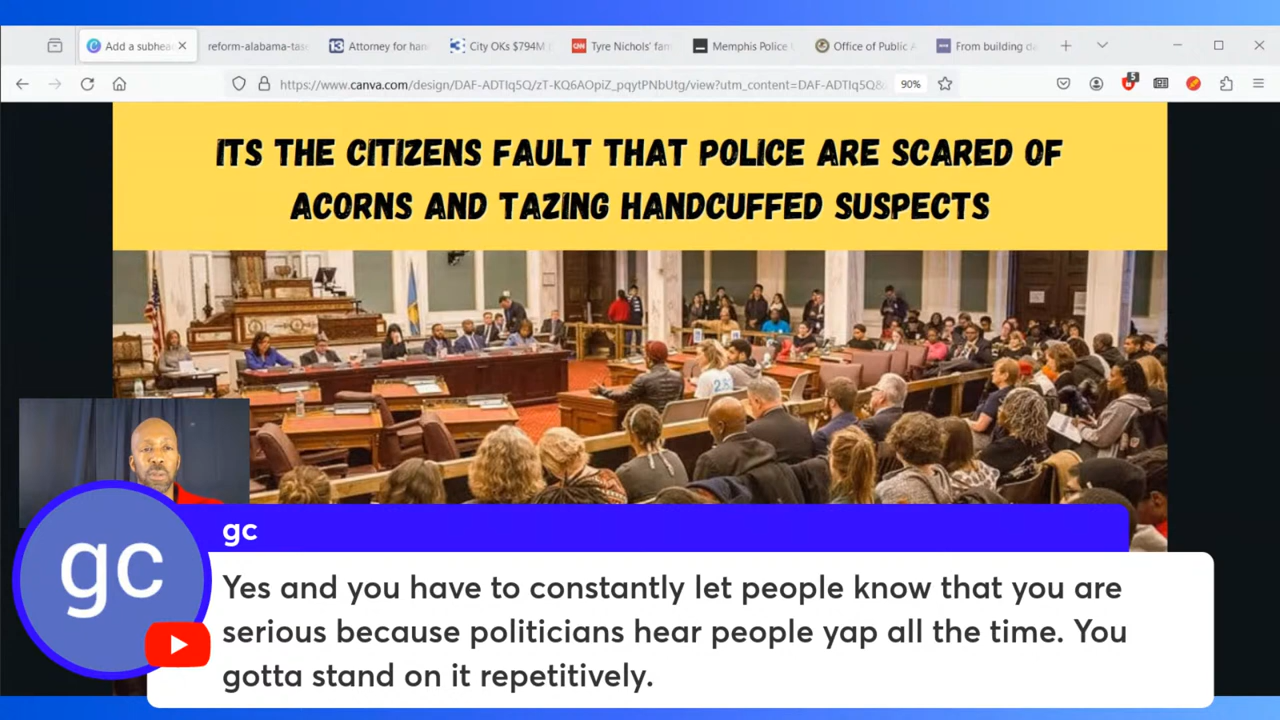 Add a subhea
reform-alabama-tas
13 Attorney for han
City OKs $794M
CNN Tyre Nichols' fam
Memphis Police
Office of Public A
From building
https://www.canva.com/design/DAF-ADTIq5Q/zT-KQ6AOpiZ_pqytPNbUtg/view?utm_content=DAF-ADTIq5Q&
90%
5
ITS THE CITIZENS FAULT THAT POLICE ARE SCARED OF
ACORNS AND TAZING HANDCUFFED SUSPECTS
gc
gc
Yes and you have to constantly let people know that you are
serious because politicians hear people yap all the time. You
gotta stand on it repetitively.